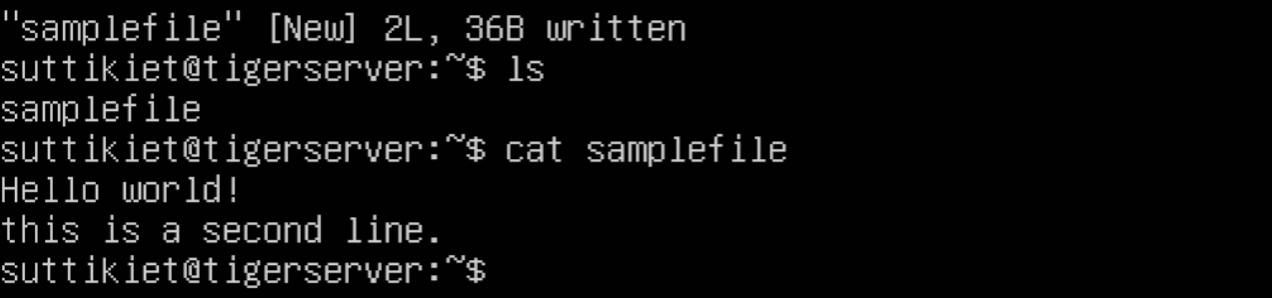 "samplefile" [New] 2L, 36B written
suttikiet@tigerserver:~$ ls
samplefile
suttikiet@tigerserver:~$ cat samplefile
Hello world!
this is a second line.
suttikiet@tigerserver:~$